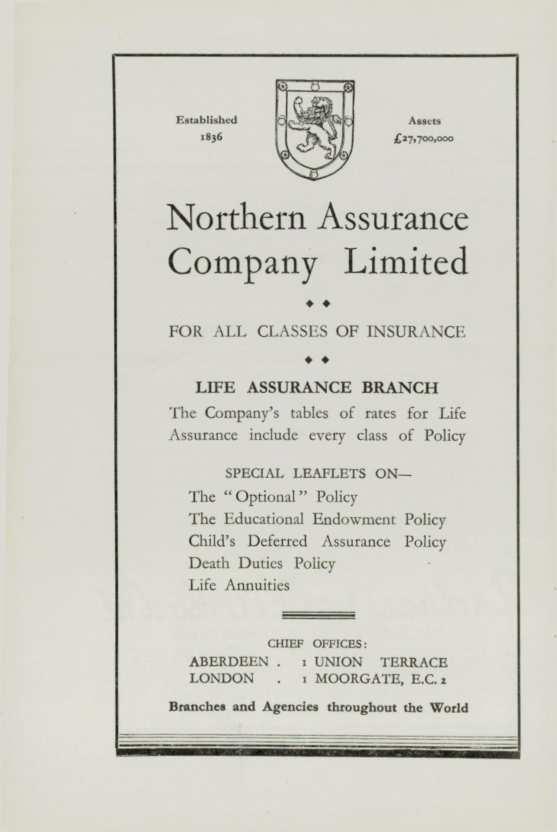 Established
1836
Assets
£27,700,000
Northern Assurance
Company Limited
FOR ALL CLASSES OF INSURANCE
LIFE ASSURANCE BRANCH
The Company's tables of rates for Life
Assurance include every class of Policy
SPECIAL LEAFLETS ON—
The "Optional" Policy
The Educational Endowment Policy
Child's Deferred Assurance Policy
Death Duties Policy
Life Annuities
CHIEF OFFICES:
ABERDEEN . 1 UNION TERRACE
LONDON . 1 MOORGATE, E.C. 2
Branches and Agencies throughout the World